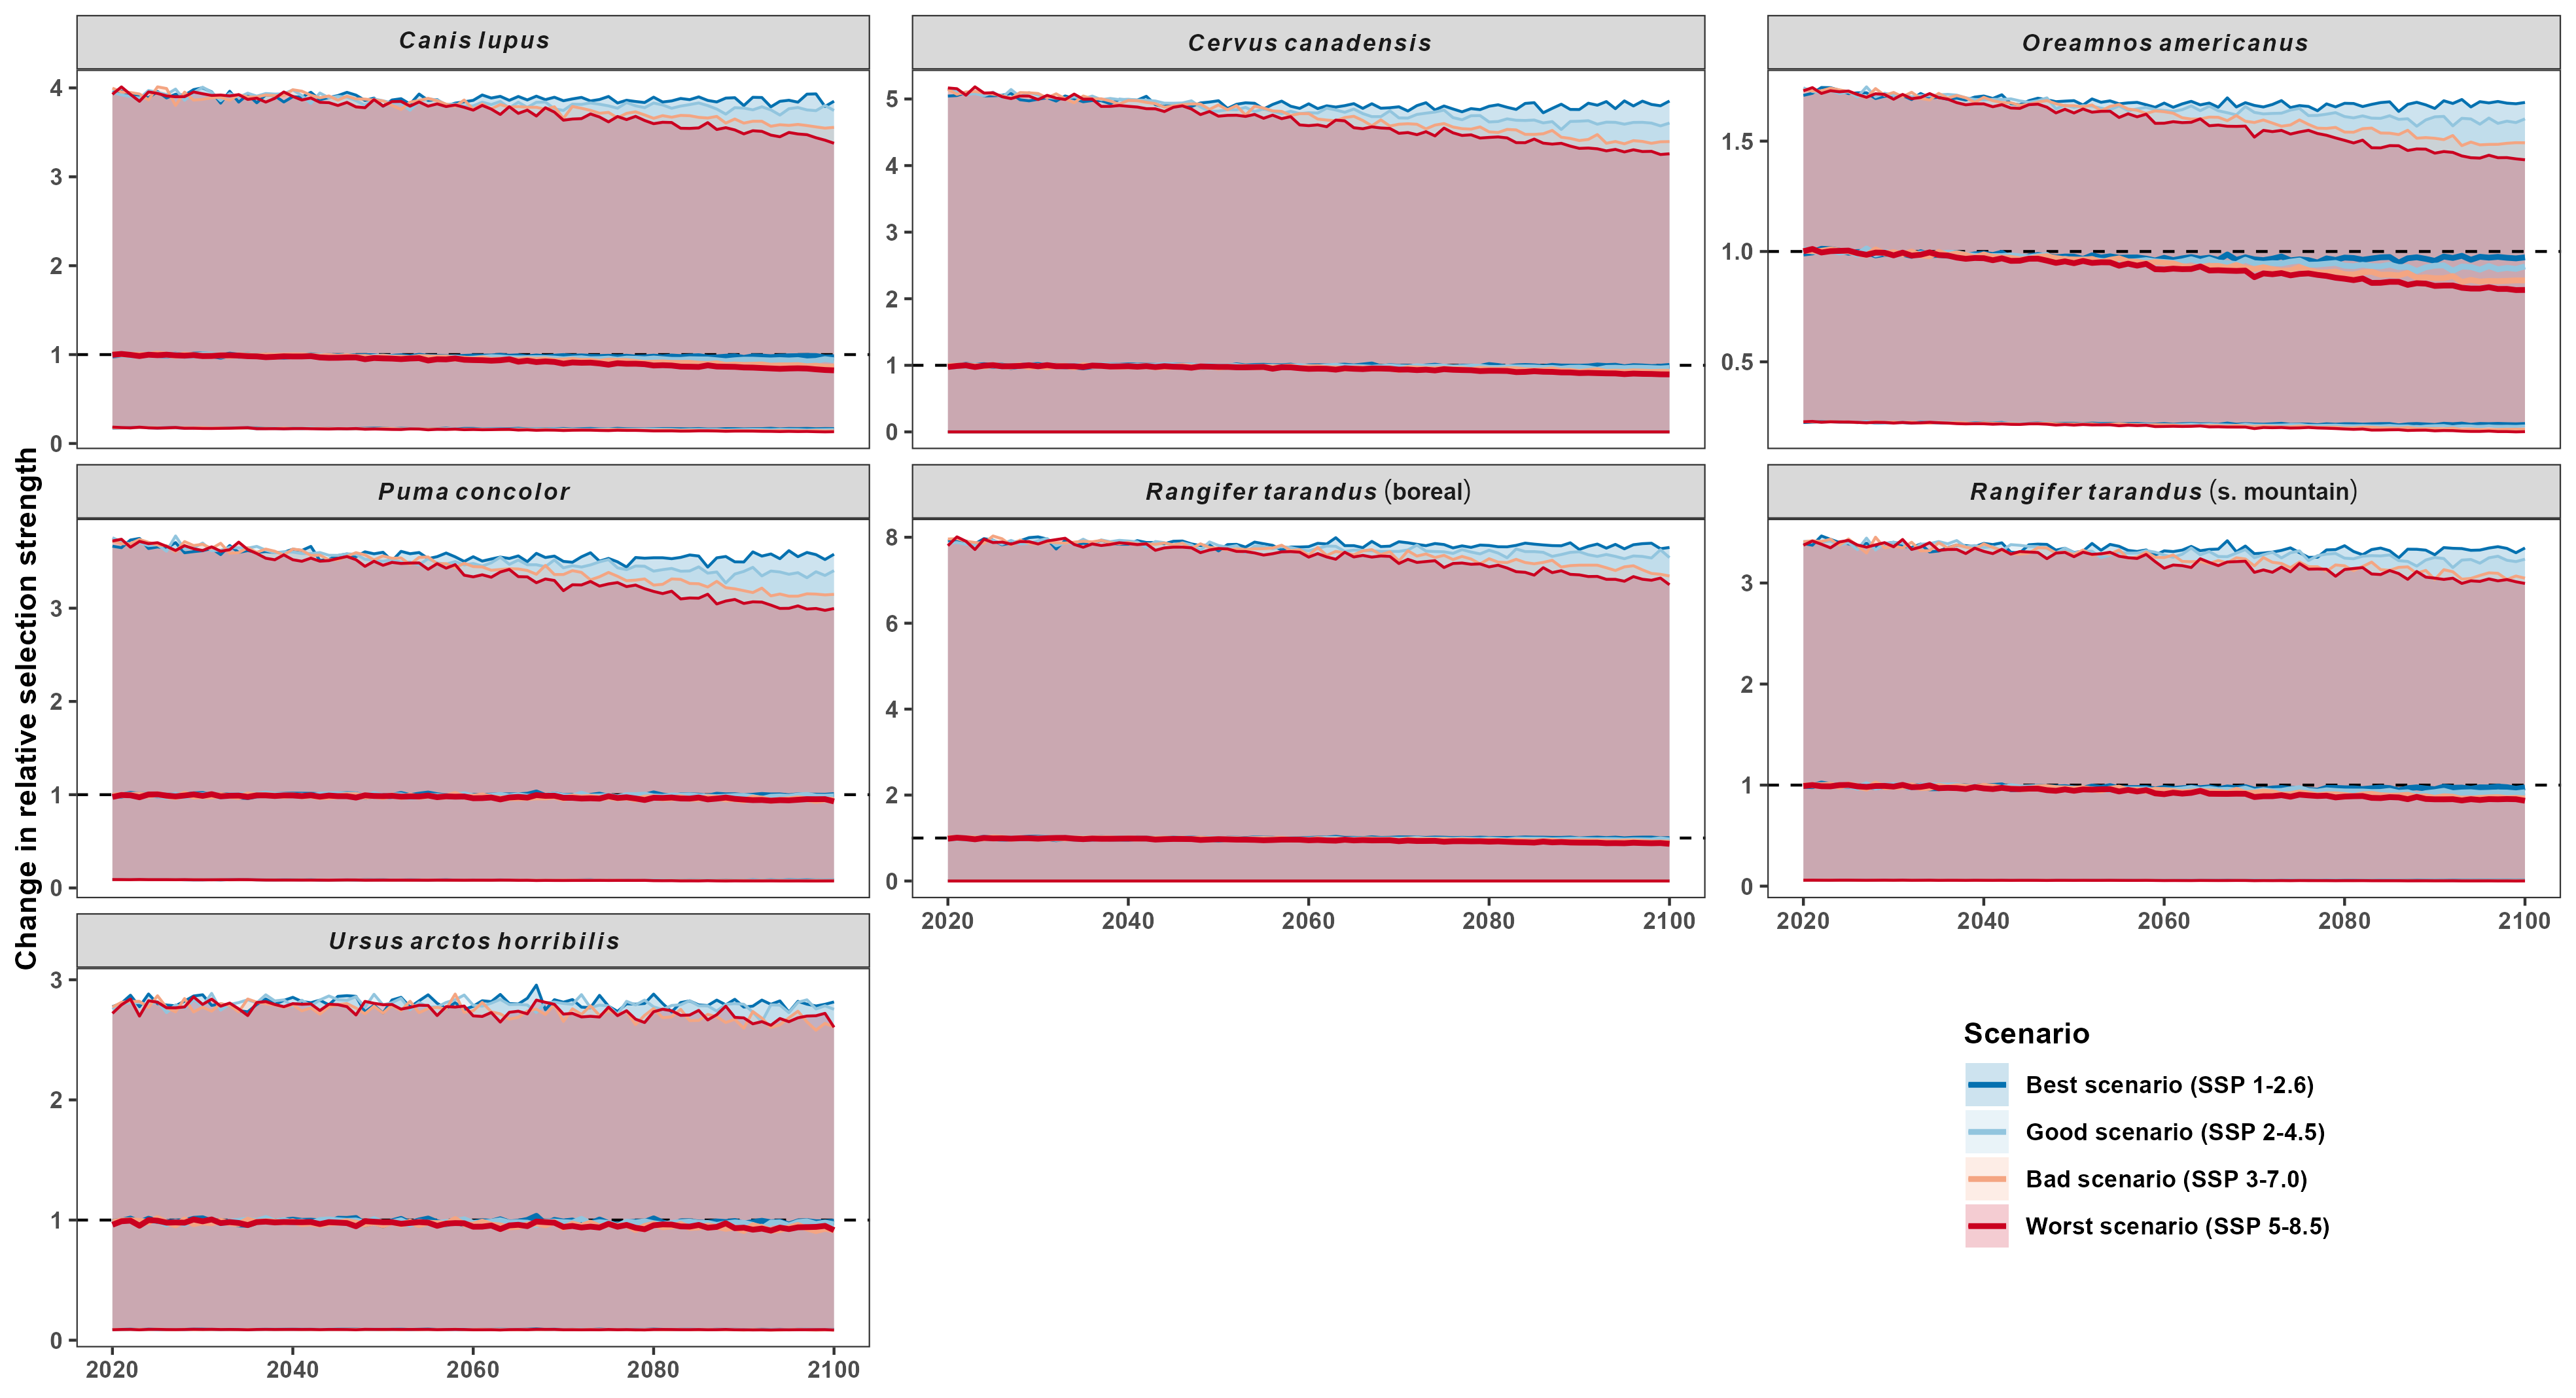 Canis lupus
Cervus canadensis
Oreamnos americanus
4
3
2
1
0
5
4
3
2
1
0
1.5
1.0
0.5
Puma concolor
Rangifer tarandus (boreal)
Rangifer tarandus (s. mountain)
3
2
1
0
8
6
4
2
0
3
2
1
0
2020 2040 2060 2080 2100
2020 2040 2060 2080 2100
Ursus arctos horribilis
3
2
1
0
2020 2040 2060 2080 2100
Change in relative selection strength
Scenario
Best scenario (SSP 1-2.6)
Good scenario (SSP 2-4.5)
Bad scenario (SSP 3-7.0)
Worst scenario (SSP 5-8.5)